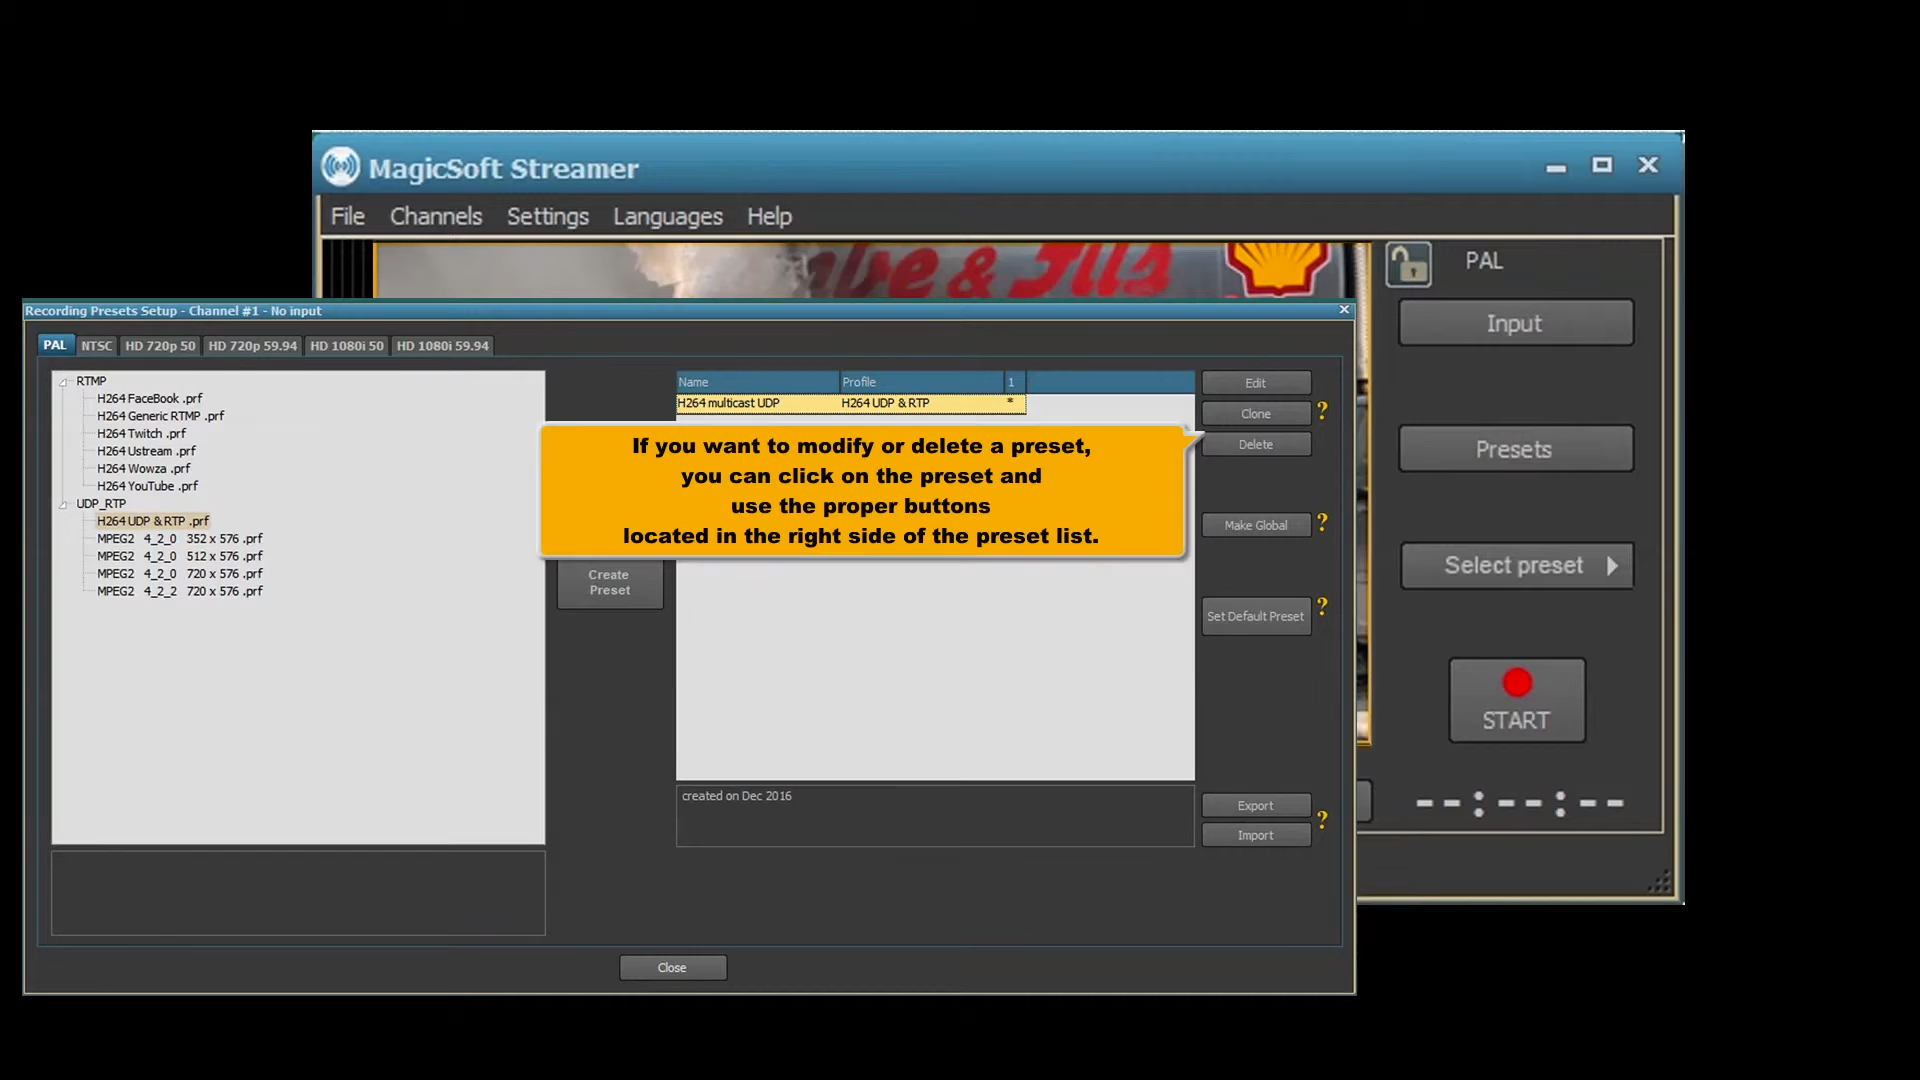 MagicSoft Streamer
File Channels Settings Languages Help
& Fils
PAL
Input
Presets
Select preset
START
--:--:--
Recording Presets Setup - Channel #1 - No input
PAL NTSC HD 720p 50 HD 720p 59.94 HD 1080i 50 HD 1080i 59.94
RTMP
H264 FaceBook .prf
H264 Generic RTMP .prf
H264 Twitch .prf
H264 Ustream .prf
H264 Wowza .prf
H264 YouTube .prf
UDP_RTP
H264 UDP & RTP .prf
MPEG2 4_2_0 352 x 576 .prf
MPEG2 4_2_0 512 x 576 .prf
MPEG2 4_2_0 720 x 576 .prf
MPEG2 4_2_2 720 x 576 .prf
Create
Preset
Name Profile 1
H264 multicast UDP H264 UDP & RTP *
If you want to modify or delete a preset,
you can click on the preset and
use the proper buttons
located in the right side of the preset list.
created on Dec 2016
Edit
Clone ?
Delete
Make Global ?
Set Default Preset ?
Export
?
Import
Close